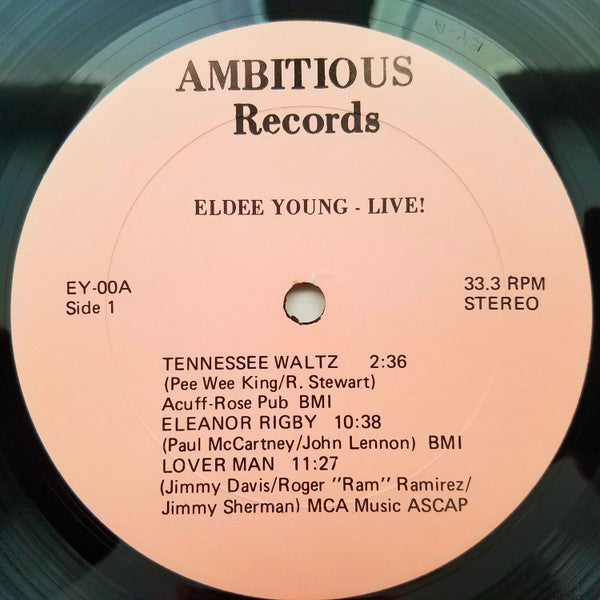 AMBITIOUS
Records
ELDEE YOUNG - LIVE!
EY-00A
Side 1
33.3 RPM
STEREO
TENNESSEE WALTZ 2:36
(Pee Wee King/R. Stewart)
Acuff-Rose Pub BMI
ELEANOR RIGBY 10:38
(Paul McCartney/John Lennon) BMI
LOVER MAN 11:27
(Jimmy Davis/Roger "Ram" Ramirez/
Jimmy Sherman) MCA Music ASCAP